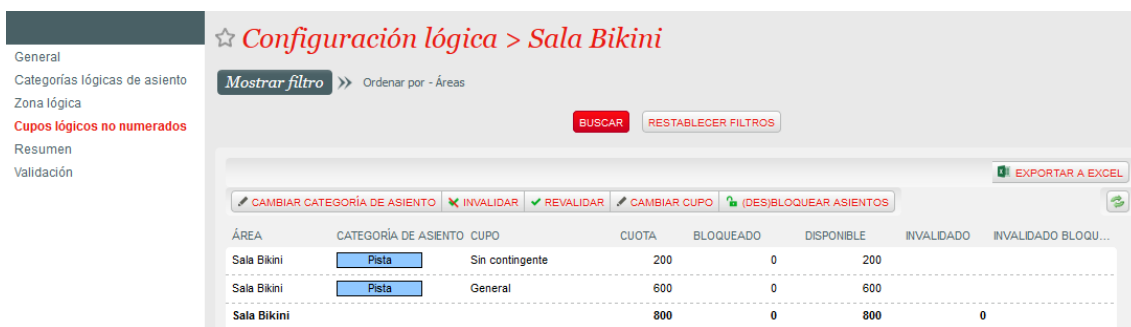 General
Categorías lógicas de asiento
Zona lógica
Cupos lógicos no numerados
Resumen
Validación
Configuración lógica > Sala Bikini
Mostrar filtro >> Ordenar por - Áreas
BUSCAR RESTABLECER FILTROS
EXPORTAR A EXCEL
CAMBIAR CATEGORÍA DE ASIENTO INVALIDAR REVALIDAR CAMBIAR CUPO (DES)BLOQUEAR ASIENTOS
ÁREA CATEGORÍA DE ASIENTO CUPO CUOTA BLOQUEADO DISPONIBLE INVALIDADO INVALIDADO BLOQU...
Sala Bikini Pista Sin contingente 200 0 200
Sala Bikini Pista General 600 0 600
Sala Bikini 800 0 800 0